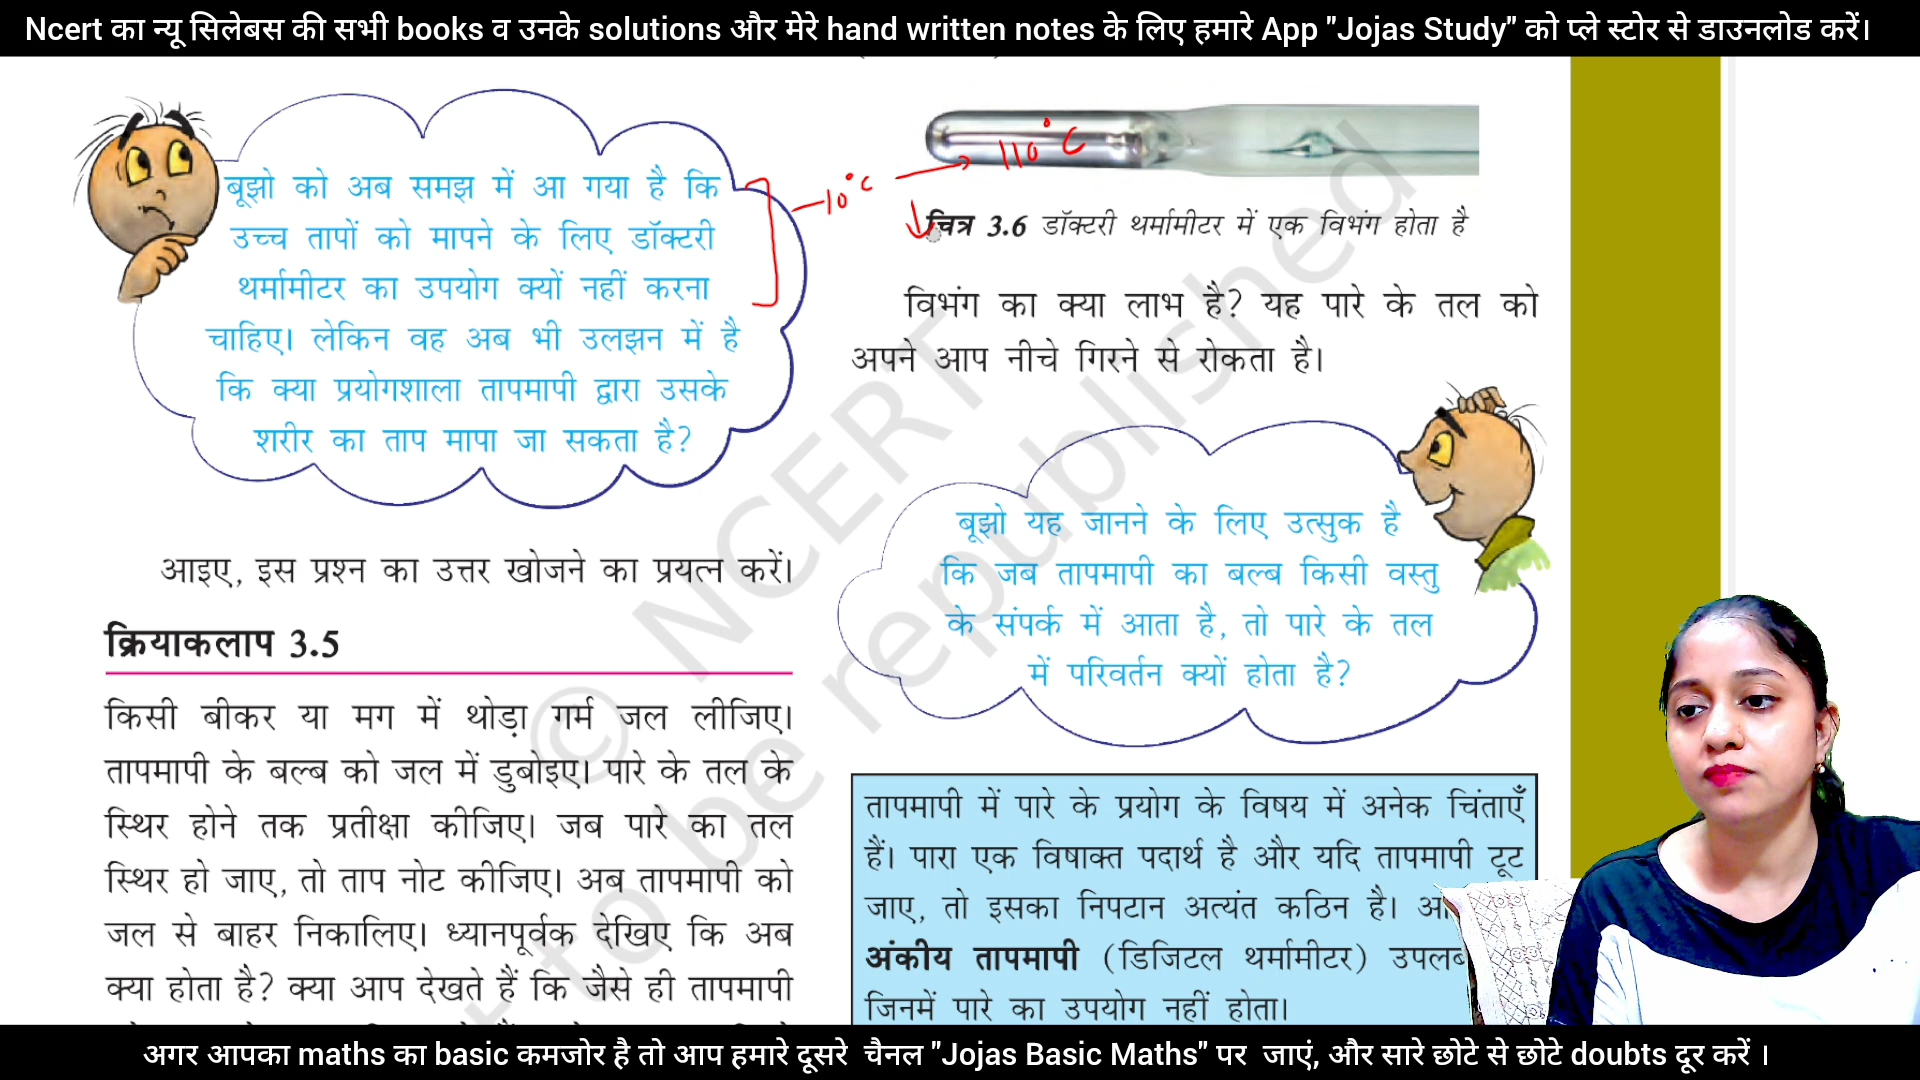 Ncert का न्यू सिलेबस की सभी books व उनके solutions और मेरे hand written notes के लिए हमारे App "Jojas Study" को प्ले स्टोर से डाउनलोड करें।
बूझो को अब समझ में आ गया है कि
उच्च तापों को मापने के लिए डॉक्टरी
थर्मामीटर का उपयोग क्यों नहीं करना
चाहिए। लेकिन वह अब भी उलझन में है
कि क्या प्रयोगशाला तापमापी द्वारा उसके
शरीर का ताप मापा जा सकता है?
आइए, इस प्रश्न का उत्तर खोजने का प्रयत्न करें।
क्रियाकलाप 3.5
किसी बीकर या मग में थोड़ा गर्म जल लीजिए।
तापमापी के बल्ब को जल में डुबोइए। पारे के तल के
स्थिर होने तक प्रतीक्षा कीजिए। जब पारे का तल
स्थिर हो जाए, तो ताप नोट कीजिए। अब तापमापी को
जल से बाहर निकालिए। ध्यानपूर्वक देखिए कि अब
क्या होता है? क्या आप देखते हैं कि जैसे ही तापमापी
-10°C
110°C
चित्र 3.6 डॉक्टरी थर्मामीटर में एक विभंग होता है
विभंग का क्या लाभ है? यह पारे के तल को
अपने आप नीचे गिरने से रोकता है।
बूझो यह जानने के लिए उत्सुक है
कि जब तापमापी का बल्ब किसी वस्तु
के संपर्क में आता है, तो पारे के तल
में परिवर्तन क्यों होता है?
तापमापी में पारे के प्रयोग के विषय में अनेक चिंताएँ
हैं। पारा एक विषाक्त पदार्थ है और यदि तापमापी टूट
जाए, तो इसका निपटान अत्यंत कठिन है।
अंकीय तापमापी (डिजिटल थर्मामीटर)
जिनमें पारे का उपयोग नहीं होता।
© NCERT
not to be republished
अगर आपका maths का basic कमजोर है तो आप हमारे दूसरे चैनल "Jojas Basic Maths" पर जाएं, और सारे छोटे से छोटे doubts दूर करें ।